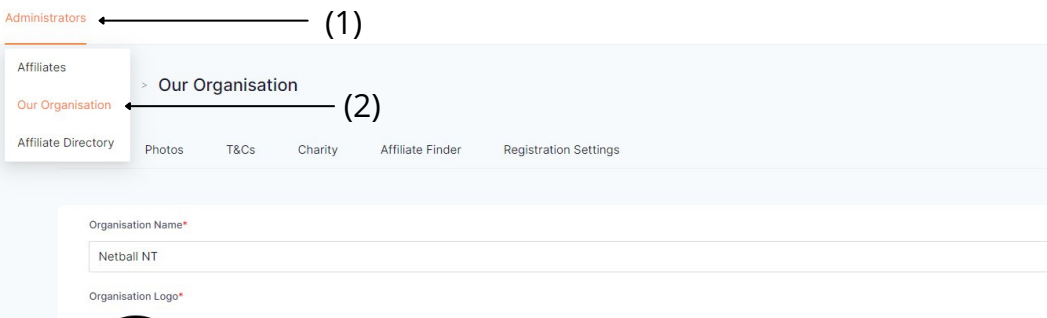 Administrators (1)
Affiliates
> Our Organisation
Our Organisation (2)
Affiliate Directory
Photos T&Cs Charity Affiliate Finder Registration Settings
Organisation Name*
Netball NT
Organisation Logo*